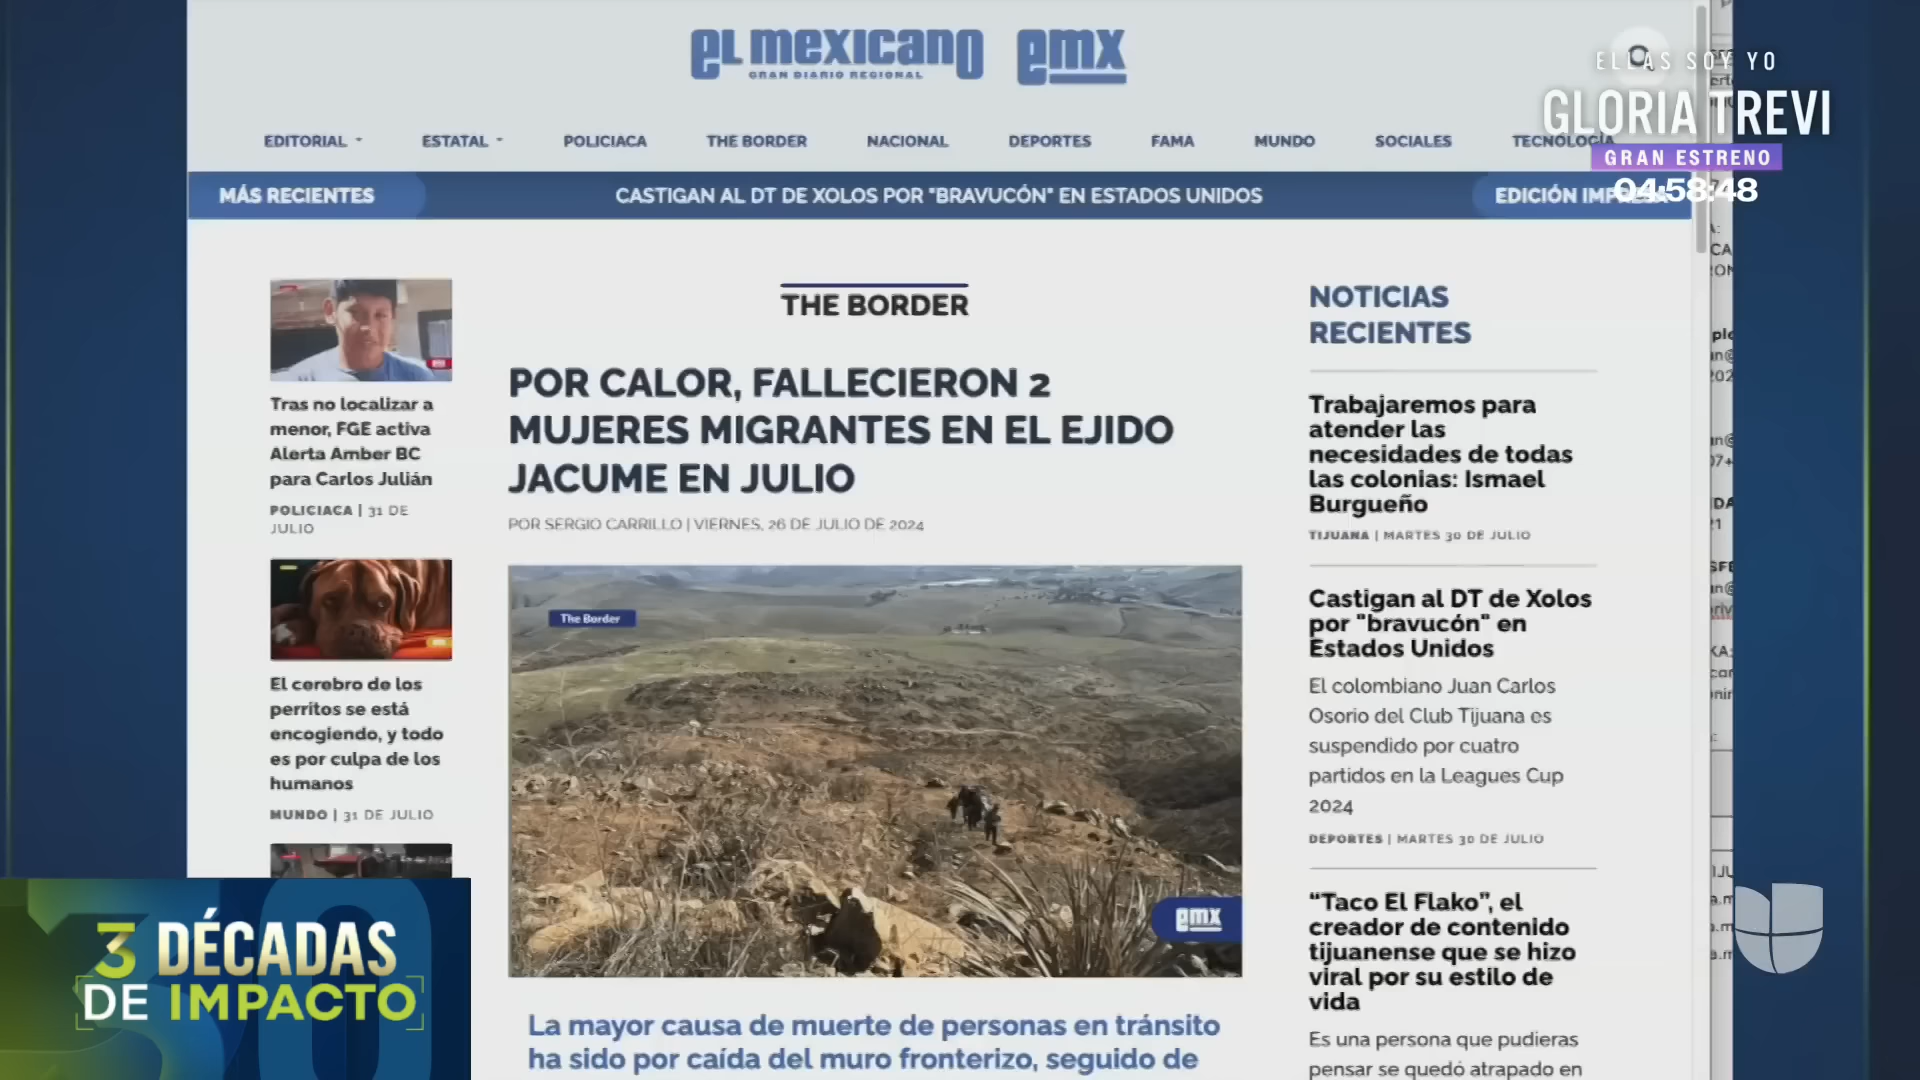 EL MEXICANO
GRAN DIARIO REGIONAL
emx
ELLAS SOY YO
GLORIA TREVI
GRAN ESTRENO
04:58:48
EDITORIAL
ESTATAL
POLICIACA
THE BORDER
NACIONAL
DEPORTES
FAMA
MUNDO
SOCIALES
TECNOLOGÍA
MÁS RECIENTES
CASTIGAN AL DT DE XOLOS POR "BRAVUCÓN" EN ESTADOS UNIDOS
EDICIÓN IMPRESA
Tras no localizar a
menor, FGE activa
Alerta Amber BC
para Carlos Julián
POLICIACA | 31 DE
JULIO
El cerebro de los
perritos se está
encogiendo, y todo
es por culpa de los
humanos
MUNDO | 31 DE JULIO
THE BORDER
POR CALOR, FALLECIERON 2
MUJERES MIGRANTES EN EL EJIDO
JACUME EN JULIO
POR SERGIO CARRILLO | VIERNES, 26 DE JULIO DE 2024
The Border
emx
La mayor causa de muerte de personas en tránsito
ha sido por caída del muro fronterizo, seguido de
NOTICIAS
RECIENTES
Trabajaremos para
atender las
necesidades de todas
las colonias: Ismael
Burgueño
TIJUANA | MARTES 30 DE JULIO
Castigan al DT de Xolos
por "bravucón" en
Estados Unidos
El colombiano Juan Carlos
Osorio del Club Tijuana es
suspendido por cuatro
partidos en la Leagues Cup
2024
DEPORTES | MARTES 30 DE JULIO
“Taco El Flako”, el
creador de contenido
tijuanense que se hizo
viral por su estilo de
vida
Es una persona que pudieras
pensar se quedó atrapado en
3 DÉCADAS
DE IMPACTO